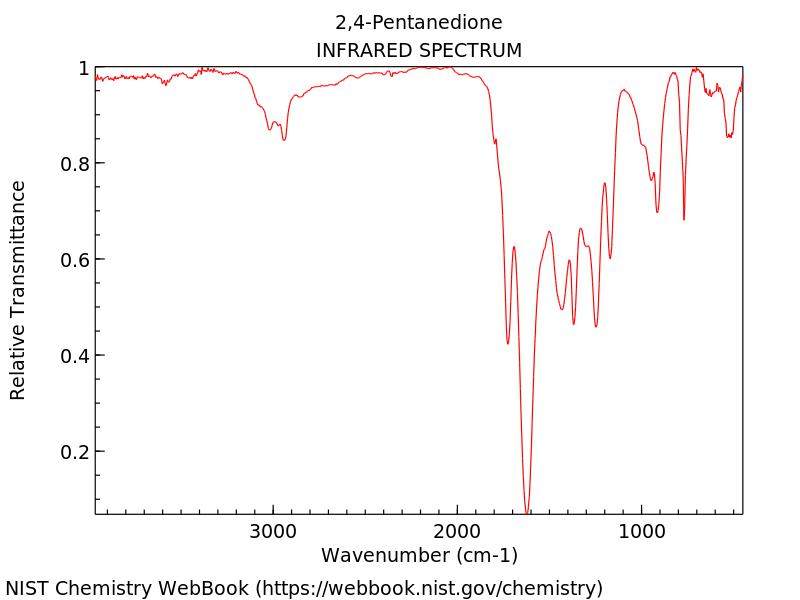 2,4-Pentanedione
INFRARED SPECTRUM
1
0.8
0.6
0.4
0.2
Relative Transmittance
3000 2000 1000
Wavenumber (cm-1)
NIST Chemistry WebBook (https://webbook.nist.gov/chemistry)